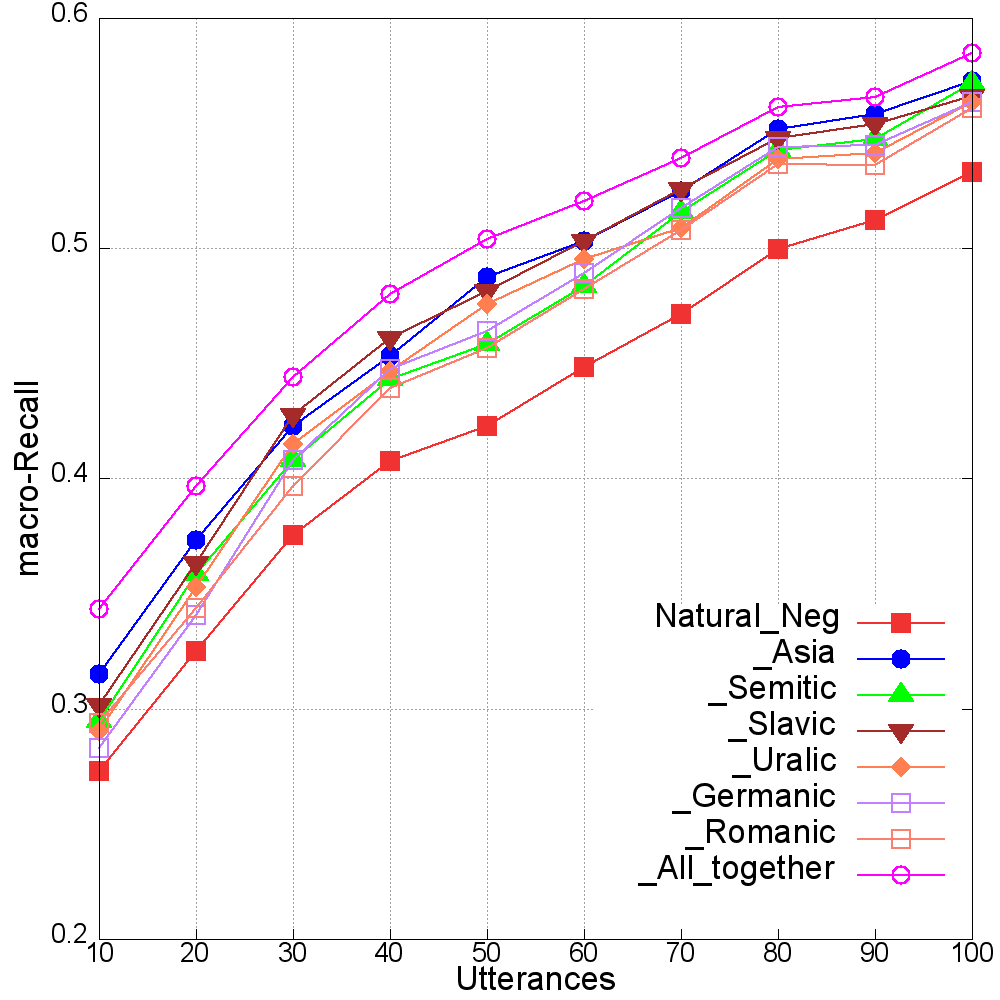 0.6
0.5
0.4
0.3
0.2
macro-Recall
Natural_Neg
_Asia
_Semitic
_Slavic
_Uralic
_Germanic
_Romanic
_All_together
10 20 30 40 50 60 70 80 90 100
Utterances